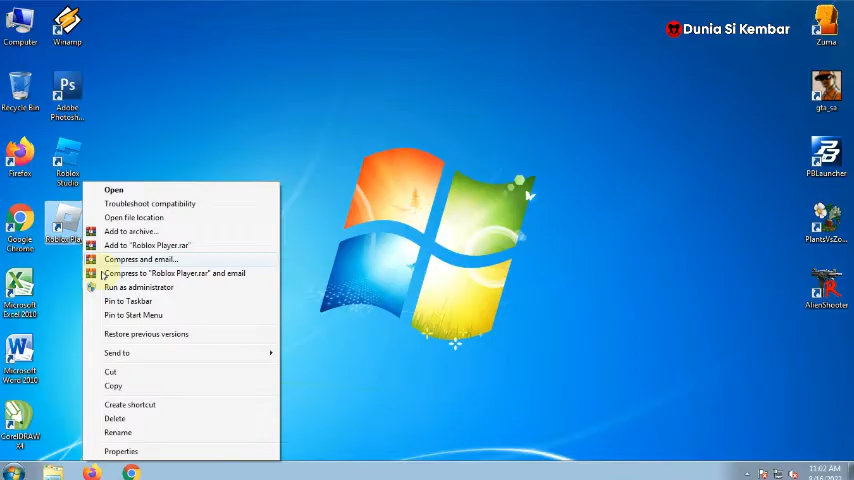 Computer
Winamp
Dunia Si Kembar
Zuma
Recycle Bin
Adobe
Photosh...
gta_sa
Firefox
Roblox
Studio
PBLauncher
Google
Chrome
Roblox Pla
PlantsVsZo...
Microsoft
Excel 2010
AlienShooter
Microsoft
Word 2010
CorelDRAW
X4
Open
Troubleshoot compatibility
Open file location
Add to archive...
Add to "Roblox Player.rar"
Compress and email...
Compress to "Roblox Player.rar" and email
Run as administrator
Pin to Taskbar
Pin to Start Menu
Restore previous versions
Send to
Cut
Copy
Create shortcut
Delete
Rename
Properties
11:02 AM